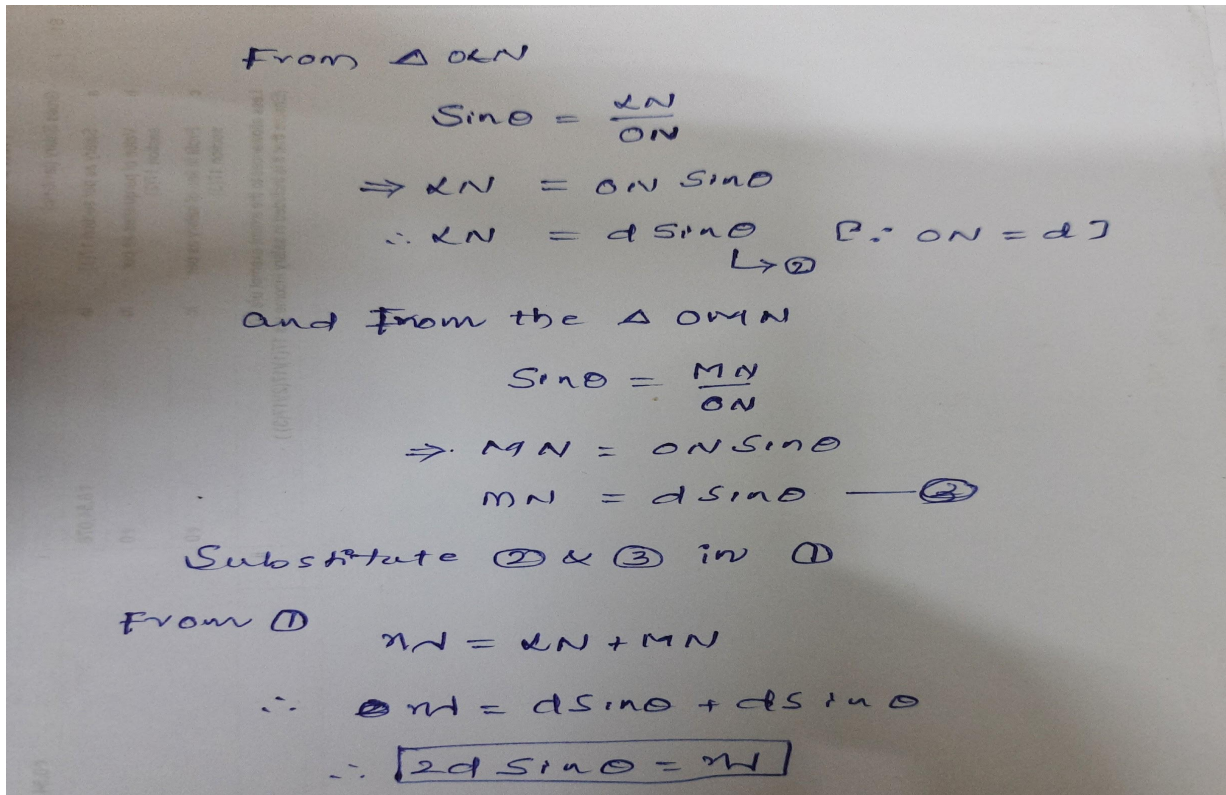 From △ OLN
Sinθ = LN / ON
⇒ LN = ON Sinθ
∴ LN = d Sinθ [∵ ON = d]
↳ ②
and From the △ OMN
Sinθ = MN / ON
⇒. MN = ON Sinθ
MN = d Sinθ — ③
Substitute ② & ③ in ①
From ①
nλ = LN + MN
∴ nλ = dSinθ + dSinθ
∴ 2d Sinθ = nλ